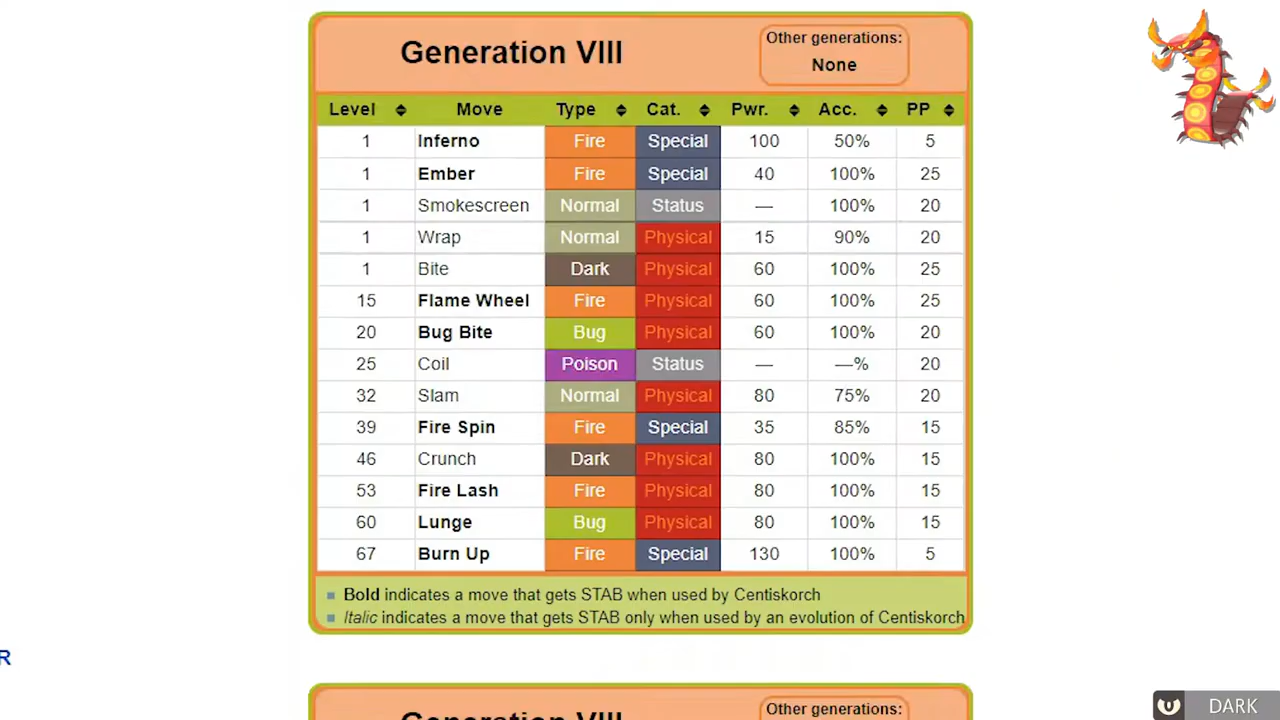 Generation VIII
Other generations:
None
Level Move Type Cat. Pwr. Acc. PP
1 Inferno Fire Special 100 50% 5
1 Ember Fire Special 40 100% 25
1 Smokescreen Normal Status — 100% 20
1 Wrap Normal Physical 15 90% 20
1 Bite Dark Physical 60 100% 25
15 Flame Wheel Fire Physical 60 100% 25
20 Bug Bite Bug Physical 60 100% 20
25 Coil Poison Status — —% 20
32 Slam Normal Physical 80 75% 20
39 Fire Spin Fire Special 35 85% 15
46 Crunch Dark Physical 80 100% 15
53 Fire Lash Fire Physical 80 100% 15
60 Lunge Bug Physical 80 100% 15
67 Burn Up Fire Special 130 100% 5
Bold indicates a move that gets STAB when used by Centiskorch
Italic indicates a move that gets STAB only when used by an evolution of Centiskorch
R
Generation VIII
Other generations:
DARK